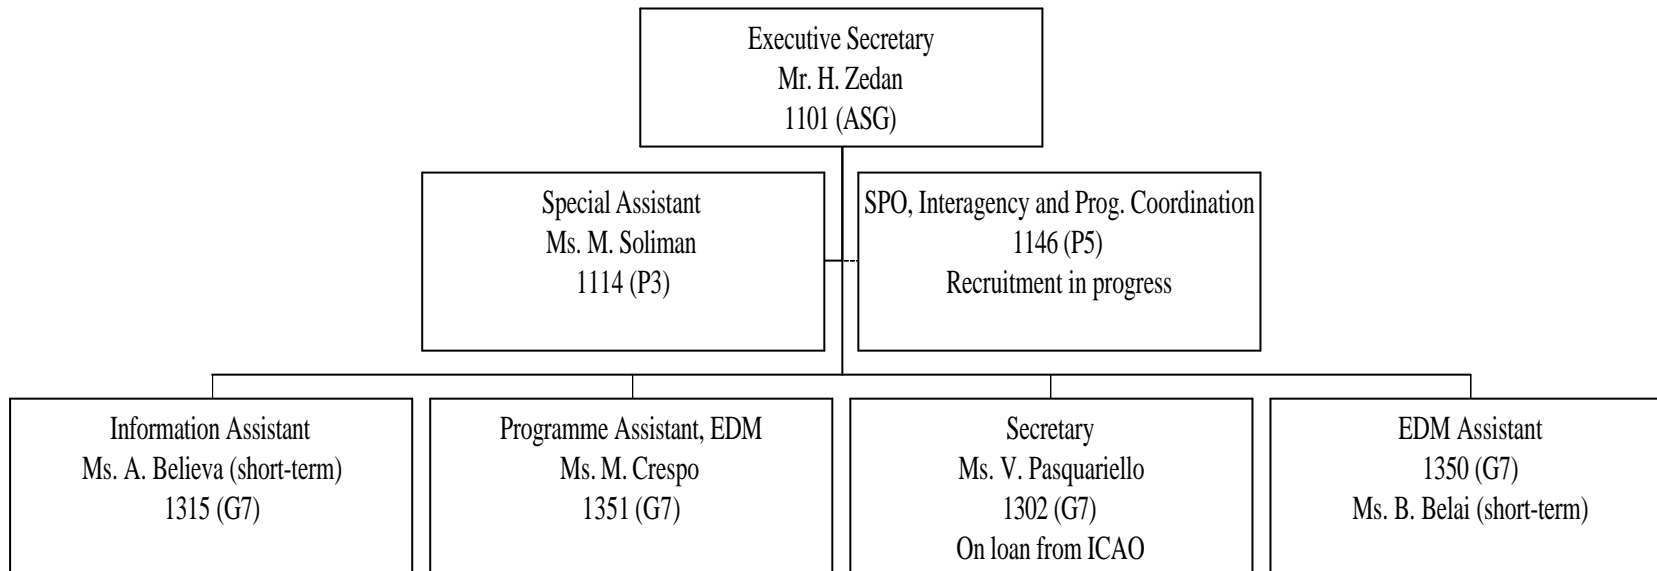 Executive Secretary
Mr. H. Zedan
1101 (ASG)
Special Assistant
Ms. M. Soliman
1114 (P3)
SPO, Interagency and Prog. Coordination
1146 (P5)
Recruitment in progress
Information Assistant
Ms. A. Believa (short-term)
1315 (G7)
Programme Assistant, EDM
Ms. M. Crespo
1351 (G7)
Secretary
Ms. V. Pasquariello
1302 (G7)
On loan from ICAO
EDM Assistant
1350 (G7)
Ms. B. Belai (short-term)